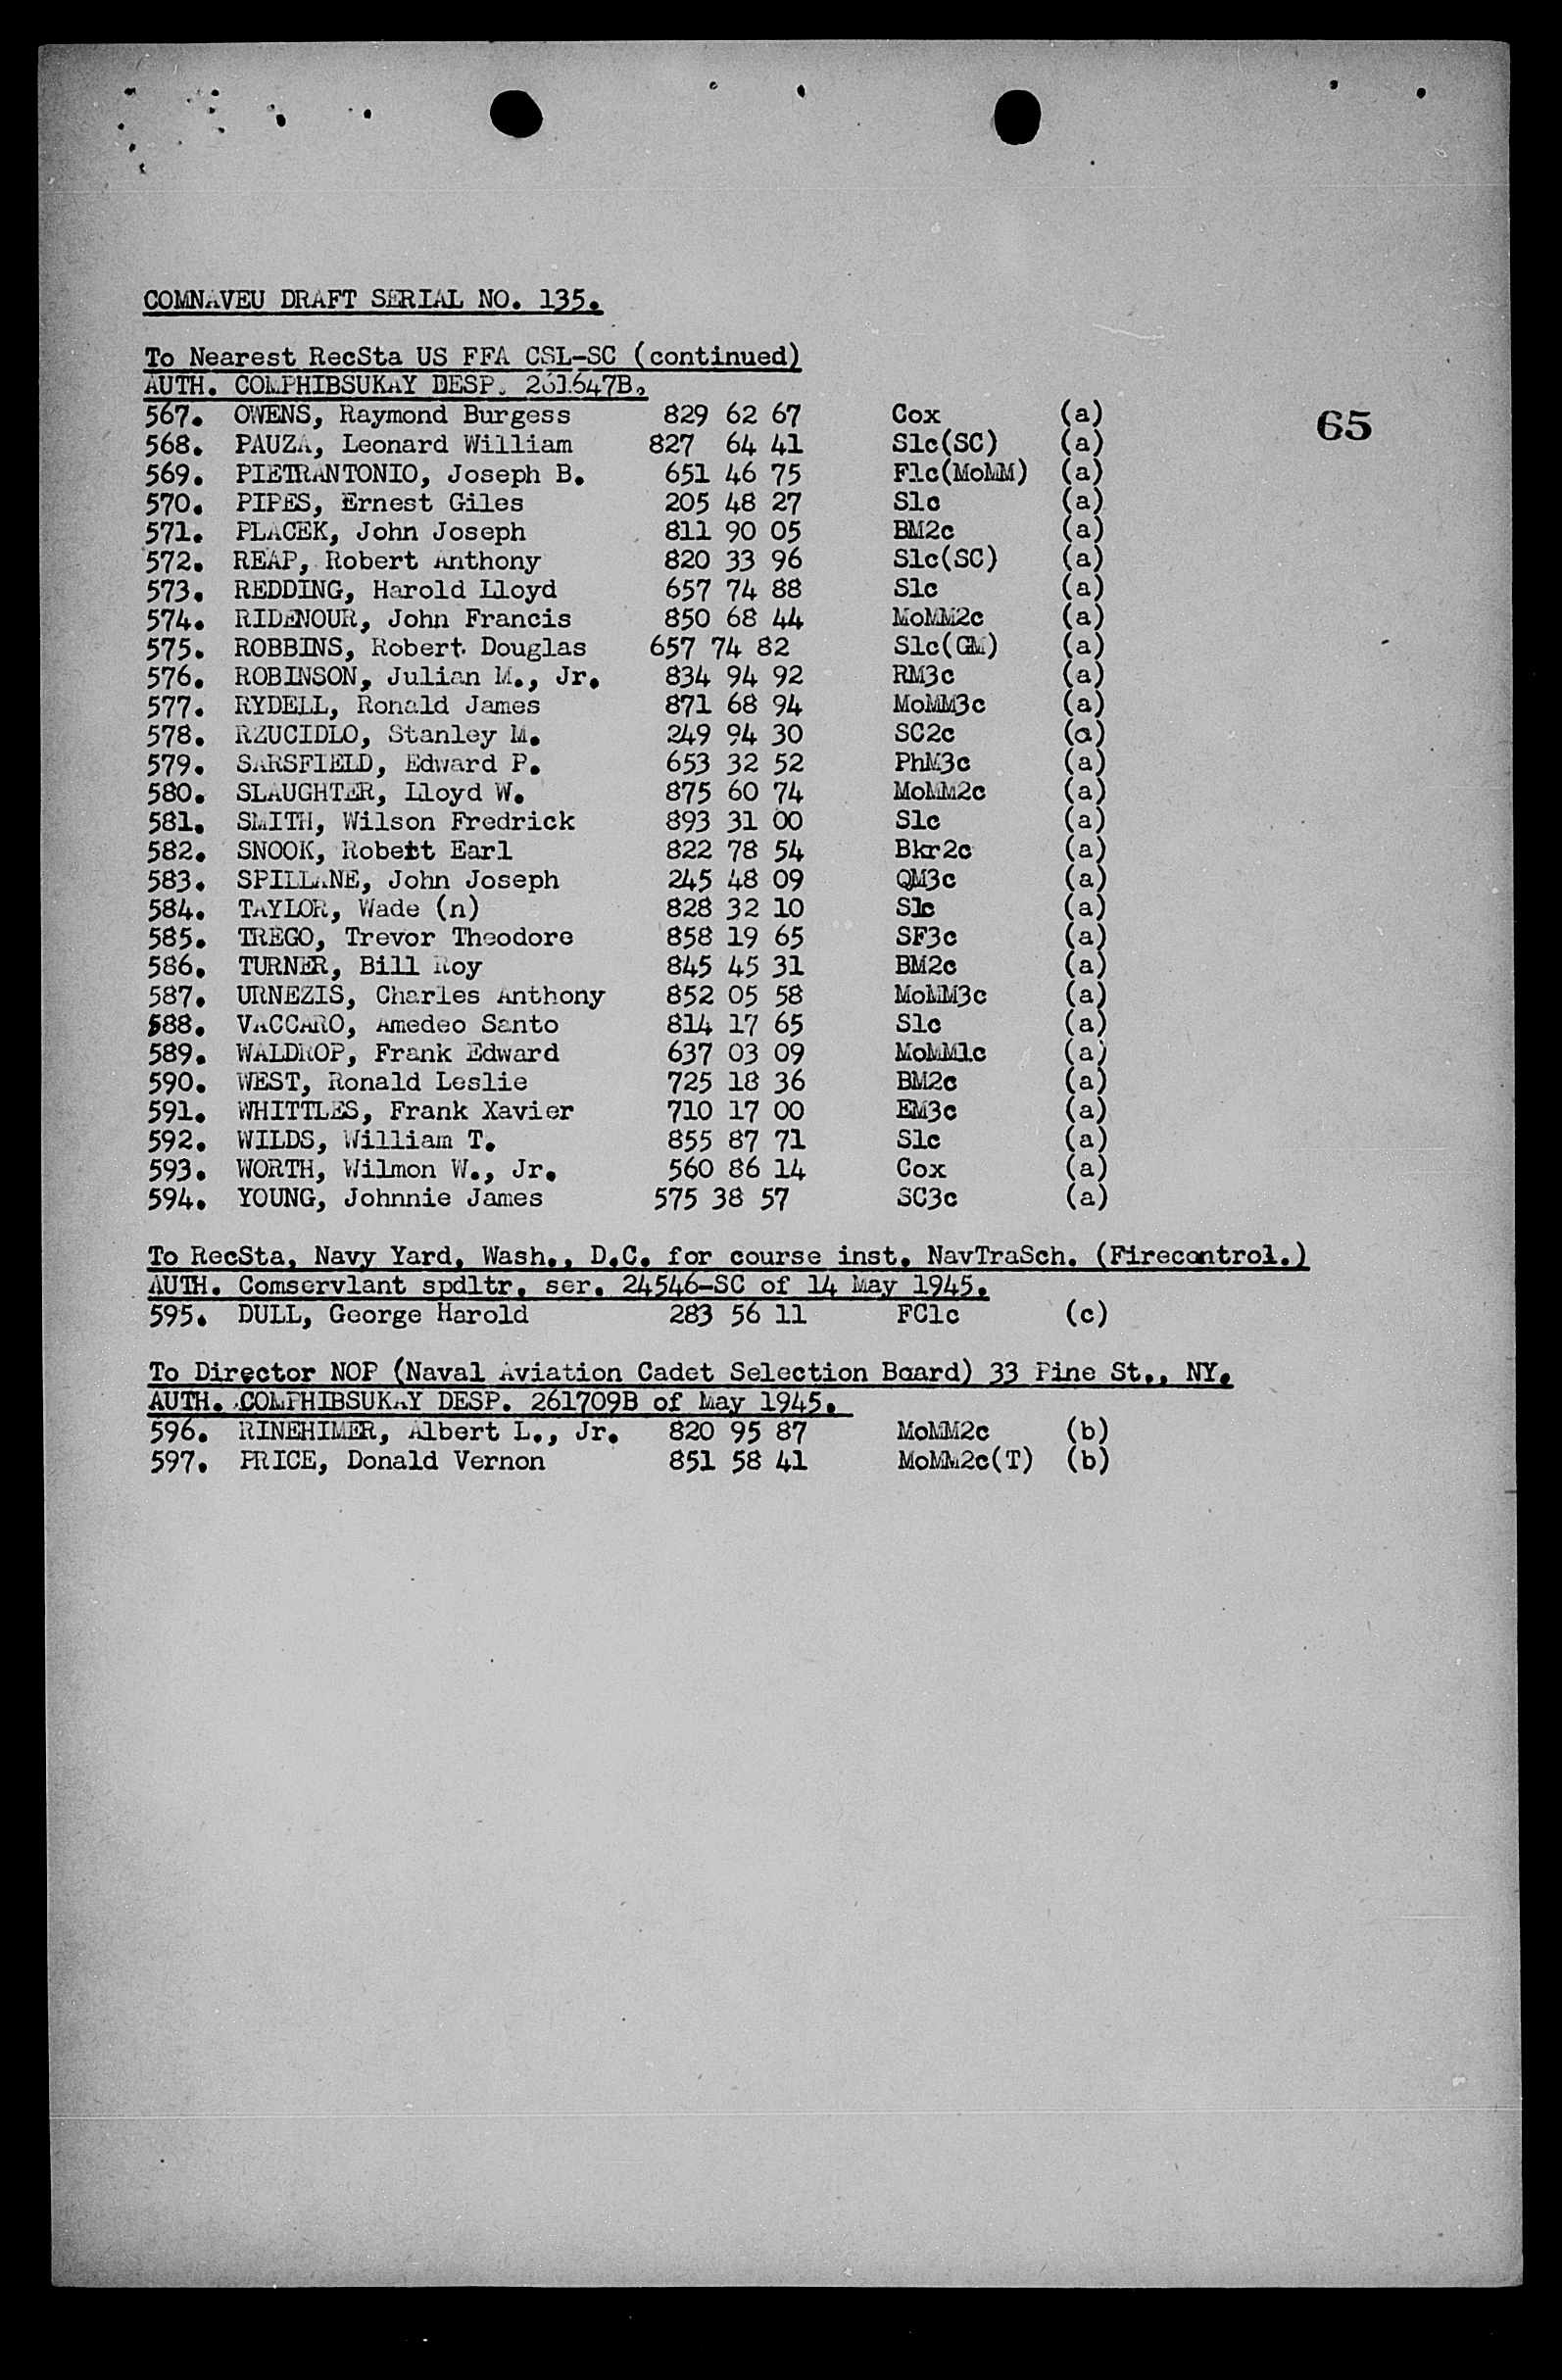 COMNAVEU DRAFT SERIAL NO. 135.
To Nearest RecSta US FFA CSL-SC (continued)
AUTH. COMPHIBSUKAY DESP. 261647B.
567. OWENS, Raymond Burgess 829 62 67 Cox (a)
65
568. PAUZA, Leonard William 827 64 41 S1c(SC) (a)
569. PIETRANTONIO, Joseph B. 651 46 75 F1c(MoMM) (a)
570. PIPES, Ernest Giles 205 48 27 S1c (a)
571. PLACEK, John Joseph 811 90 05 BM2c (a)
572. REAP, Robert Anthony 820 33 96 S1c(SC) (a)
573. REDDING, Harold Lloyd 657 74 88 S1c (a)
574. RIDENOUR, John Francis 850 68 44 MoMM2c (a)
575. ROBBINS, Robert Douglas 657 74 82 S1c(GM) (a)
576. ROBINSON, Julian M., Jr. 834 94 92 RM3c (a)
577. RYDELL, Ronald James 871 68 94 MoMM3c (a)
578. RZUCIDLO, Stanley M. 249 94 30 SC2c (a)
579. SARSFIELD, Edward P. 653 32 52 PhM3c (a)
580. SLAUGHTER, Lloyd W. 875 60 74 MoMM2c (a)
581. SMITH, Wilson Fredrick 893 31 00 S1c (a)
582. SNOOK, Robert Earl 822 78 54 Bkr2c (a)
583. SPILLANE, John Joseph 245 48 09 QM3c (a)
584. TAYLOR, Wade (n) 828 32 10 S1c (a)
585. TREGO, Trevor Theodore 858 19 65 SF3c (a)
586. TURNER, Bill Roy 845 45 31 BM2c (a)
587. URNEZIS, Charles Anthony 852 05 58 MoMM3c (a)
588. VACCARO, Amedeo Santo 814 17 65 S1c (a)
589. WALDROP, Frank Edward 637 03 09 MoMM1c (a)
590. WEST, Ronald Leslie 725 18 36 BM2c (a)
591. WHITTLES, Frank Xavier 710 17 00 EM3c (a)
592. WILDS, William T. 855 87 71 S1c (a)
593. WORTH, Wilmon W., Jr. 560 86 14 Cox (a)
594. YOUNG, Johnnie James 575 38 57 SC3c (a)
To RecSta, Navy Yard, Wash., D.C. for course inst. NavTraSch. (Firecontrol.)
AUTH. Comservlant spdltr. ser. 24546-SC of 14 May 1945.
595. DULL, George Harold 283 56 11 FC1c (c)
To Director NOP (Naval Aviation Cadet Selection Board) 33 Pine St., NY.
AUTH. COMPHIBSUKAY DESP. 261709B of May 1945.
596. RINEHIMER, Albert L., Jr. 820 95 87 MoMM2c (b)
597. PRICE, Donald Vernon 851 58 41 MoMM2c(T) (b)